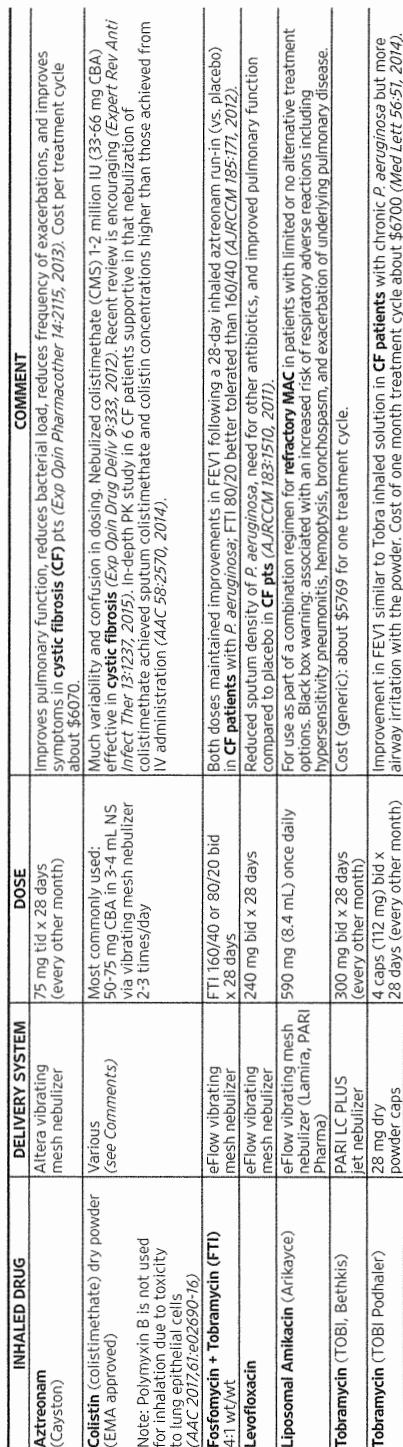 INHALED DRUG
DELIVERY SYSTEM
DOSE
COMMENT
Aztreonam
(Cayston)
Altera vibrating
mesh nebulizer
75 mg tid x 28 days
(every other month)
Improves pulmonary function, reduces bacterial load, reduces frequency of exacerbations, and improves
symptoms in cystic fibrosis (CF) pts (Exp Opin Pharmacother 14:2115, 2013). Cost per treatment cycle
about $6070.
Colistin (colistimethate) dry powder
(EMA approved)
Note: Polymyxin B is not used
for inhalation due to toxicity
to lung epithelial cells
(AAC 2017,61:e02690-16)
Various
(see Comments)
Most commonly used:
50-75 mg CBA in 3-4 mL NS
via vibrating mesh nebulizer
2-3 times/day
Much variability and confusion in dosing. Nebulized colistimethate (CMS) 1-2 million IU (33-66 mg CBA)
effective in cystic fibrosis (Exp Opin Drug Deliv 9:333, 2012). Recent review is encouraging (Expert Rev Anti
Infect Ther 13:1237, 2015). In-depth PK study in 6 CF patients supportive in that nebulization of
colistimethate achieved sputum colistimethate and colistin concentrations higher than those achieved from
IV administration (AAC 58:2570, 2014).
Fosfomycin + Tobramycin (FTI)
4:1 wt/wt
eFlow vibrating
mesh nebulizer
FTI 160/40 or 80/20 bid
x 28 days
Both doses maintained improvements in FEV1 following a 28-day inhaled aztreonam run-in (vs. placebo)
in CF patients with P. aeruginosa; FTI 80/20 better tolerated than 160/40 (AJRCCM 185:171, 2012).
Levofloxacin
eFlow vibrating
mesh nebulizer
240 mg bid x 28 days
Reduced sputum density of P. aeruginosa, need for other antibiotics, and improved pulmonary function
compared to placebo in CF pts (AJRCCM 183:1510, 2011).
Liposomal Amikacin (Arikayce)
eFlow vibrating mesh
nebulizer (Lamira, PARI
Pharma)
590 mg (8.4 mL) once daily
For use as part of a combination regimen for refractory MAC in patients with limited or no alternative treatment
options. Black box warning: associated with an increased risk of respiratory adverse reactions including
hypersensitivity pneumonitis, hemoptysis, bronchospasm, and exacerbation of underlying pulmonary disease.
Tobramycin (TOBI, Bethkis)
PARI LC PLUS
jet nebulizer
300 mg bid x 28 days
(every other month)
Cost (generic): about $5769 for one treatment cycle.
Tobramycin (TOBI Podhaler)
28 mg dry
powder caps
4 caps (112 mg) bid x
28 days (every other month)
Improvement in FEV1 similar to Tobra inhaled solution in CF patients with chronic P. aeruginosa but more
airway irritation with the powder. Cost of one month treatment cycle about $6700 (Med Lett 56:51, 2014).